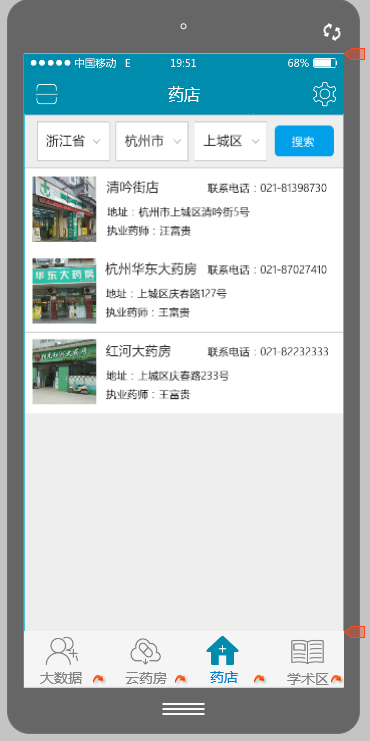 中国移动 E 19:51 68%
药店
浙江省 杭州市 上城区 搜索
清吟街店 联系电话：021-81398730
地址：杭州市上城区清吟街5号
执业药师：汪富贵
杭州华东大药房 联系电话：021-87027410
地址：上城区庆春路127号
执业药师：王富贵
华东大药房
红河大药房 联系电话：021-82232333
地址：上城区庆春路233号
执业药师：王富贵
大数据 云药房 药店 学术区